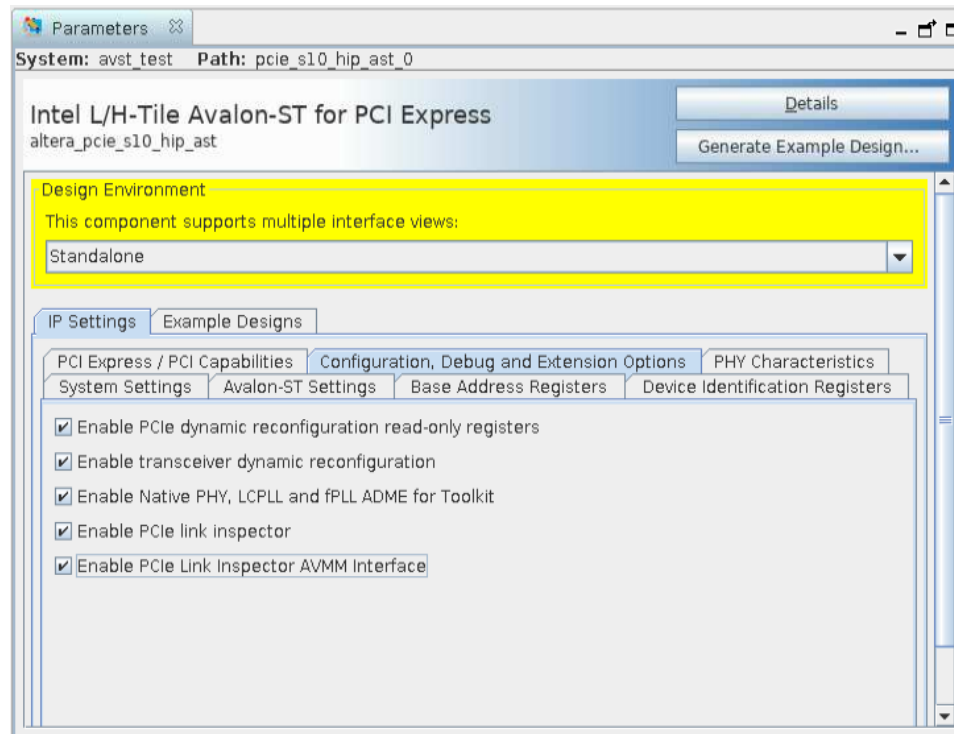 Parameters
System: avst_test Path: pcie_s10_hip_ast_0
Intel L/H-Tile Avalon-ST for PCI Express
altera_pcie_s10_hip_ast
Details
Generate Example Design...
Design Environment
This component supports multiple interface views:
Standalone
IP Settings Example Designs
PCI Express / PCI Capabilities Configuration, Debug and Extension Options PHY Characteristics
System Settings Avalon-ST Settings Base Address Registers Device Identification Registers
Enable PCIe dynamic reconfiguration read-only registers
Enable transceiver dynamic reconfiguration
Enable Native PHY, LCPLL and fPLL ADME for Toolkit
Enable PCIe link inspector
Enable PCIe Link Inspector AVMM Interface